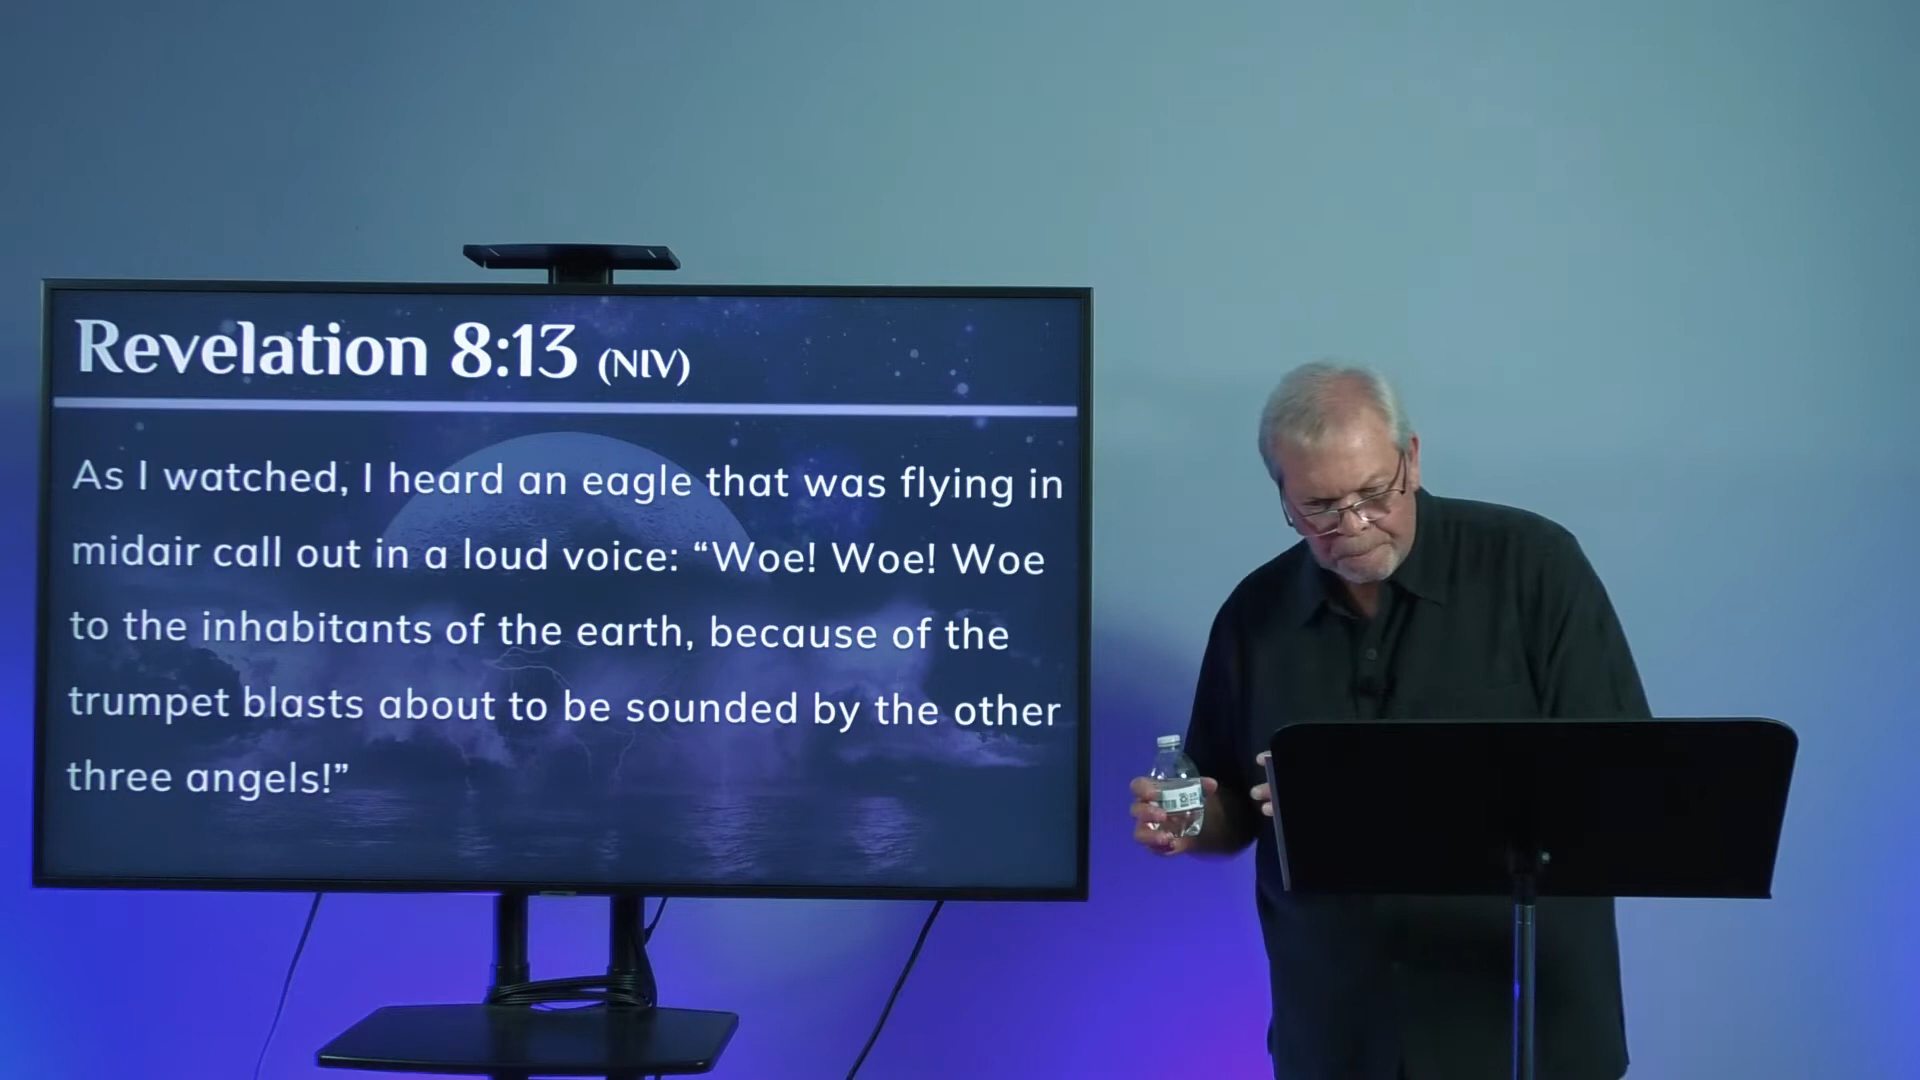 Revelation 8:13 (NIV)
As I watched, I heard an eagle that was flying in
midair call out in a loud voice: “Woe! Woe! Woe
to the inhabitants of the earth, because of the
trumpet blasts about to be sounded by the other
three angels!”